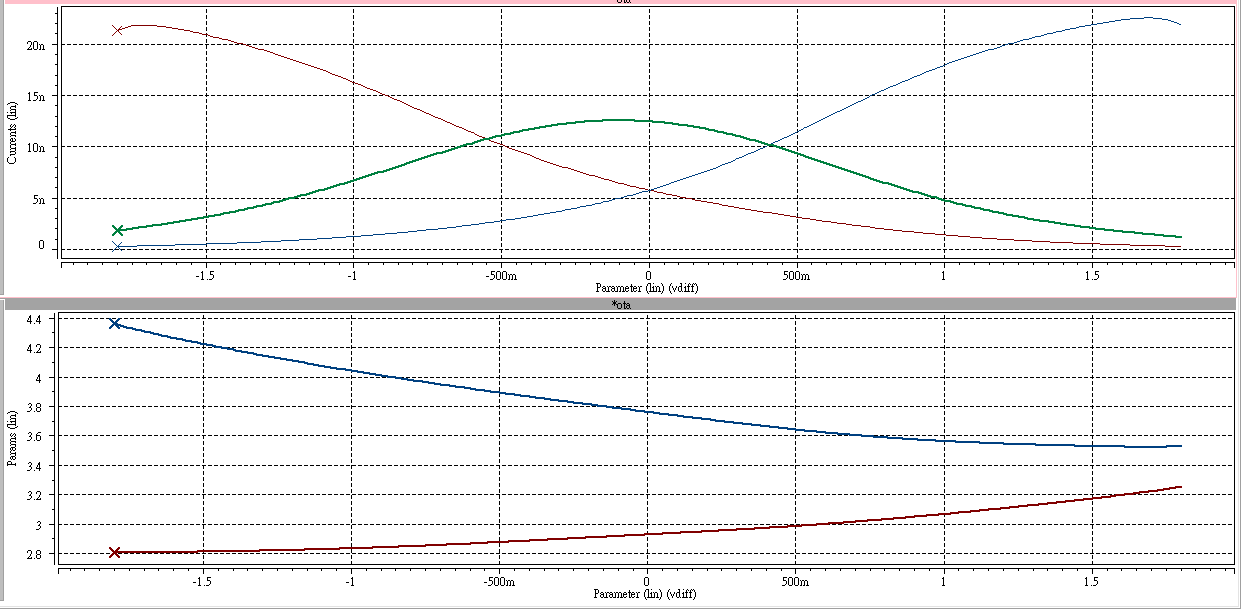 ota
Currents (lin)
20n
15n
10n
5n
0
-1.5 -1 -500m 0 500m 1 1.5
Parameter (lin) (vdiff)
*ota
Params (lin)
4.4
4.2
4
3.8
3.6
3.4
3.2
3
2.8
-1.5 -1 -500m 0 500m 1 1.5
Parameter (lin) (vdiff)